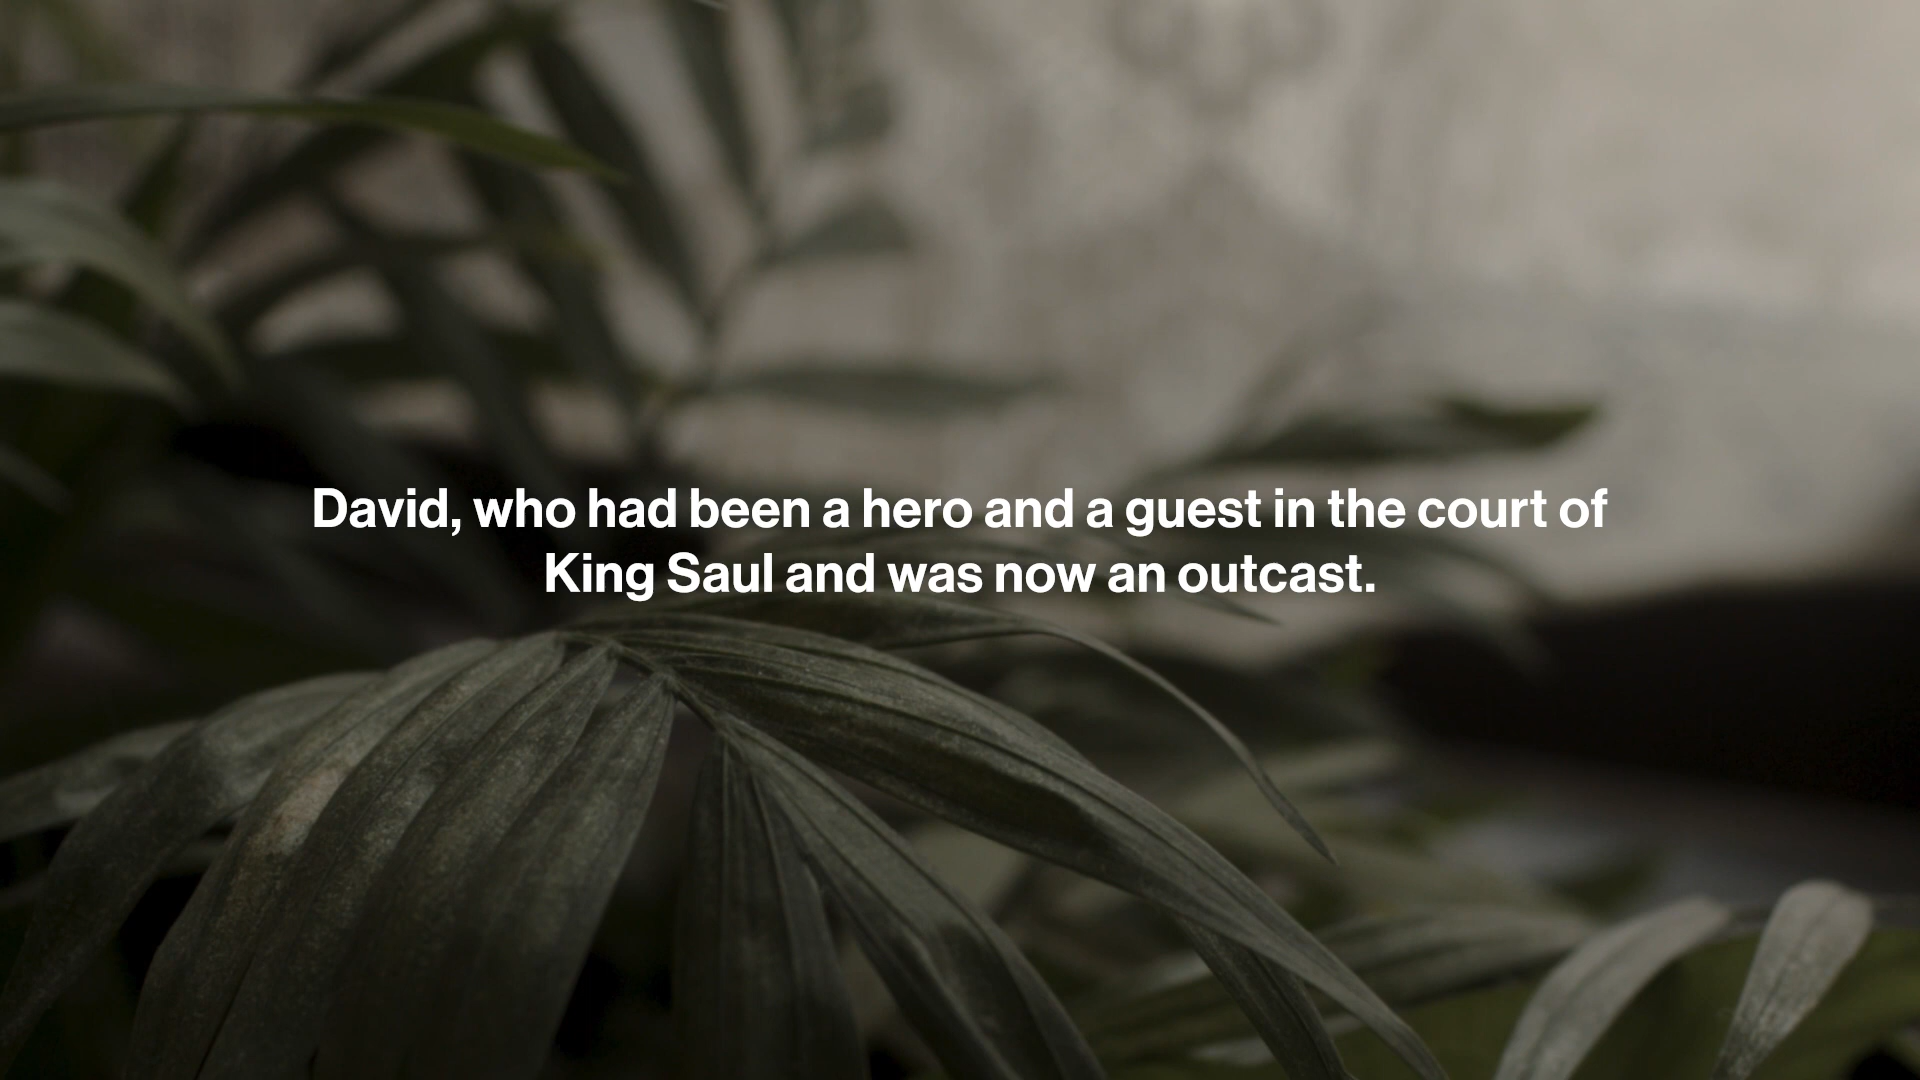 David, who had been a hero and a guest in the court of
King Saul and was now an outcast.